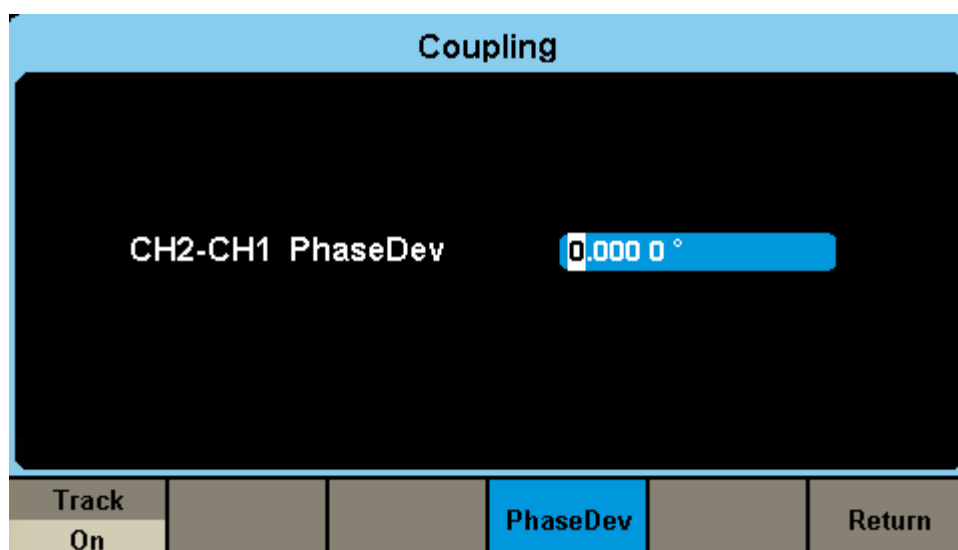 Coupling
CH2-CH1 PhaseDev 0.000 0 °
Track
On
PhaseDev
Return